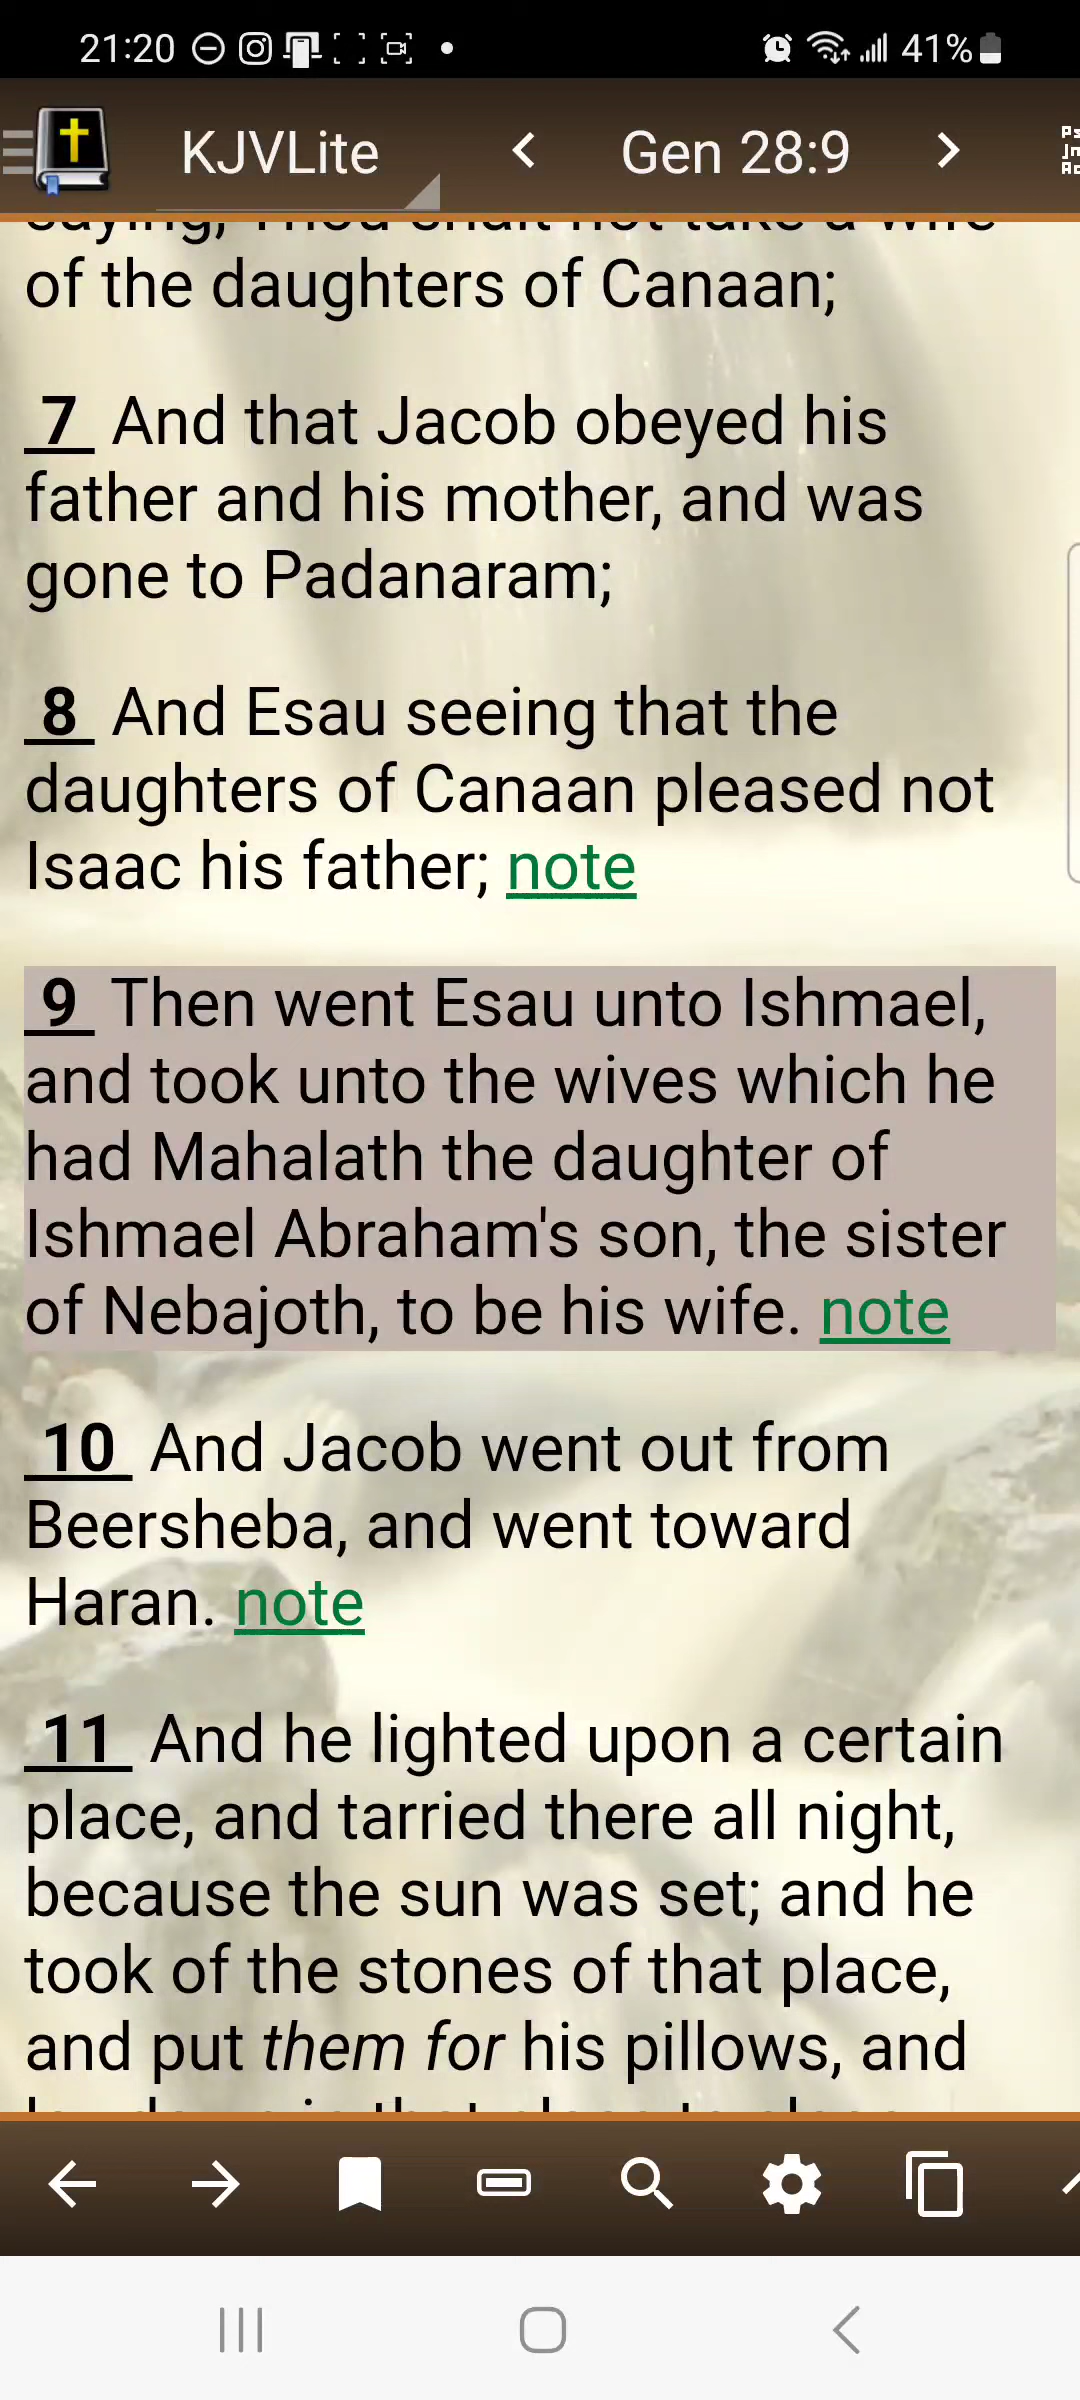 21:20 41%
KJVLite < Gen 28:9 >
saying, Thou shalt not take a wife
of the daughters of Canaan;
7 And that Jacob obeyed his
father and his mother, and was
gone to Padanaram;
8 And Esau seeing that the
daughters of Canaan pleased not
Isaac his father; note
9 Then went Esau unto Ishmael,
and took unto the wives which he
had Mahalath the daughter of
Ishmael Abraham's son, the sister
of Nebajoth, to be his wife. note
10 And Jacob went out from
Beersheba, and went toward
Haran. note
11 And he lighted upon a certain
place, and tarried there all night,
because the sun was set; and he
took of the stones of that place,
and put them for his pillows, and